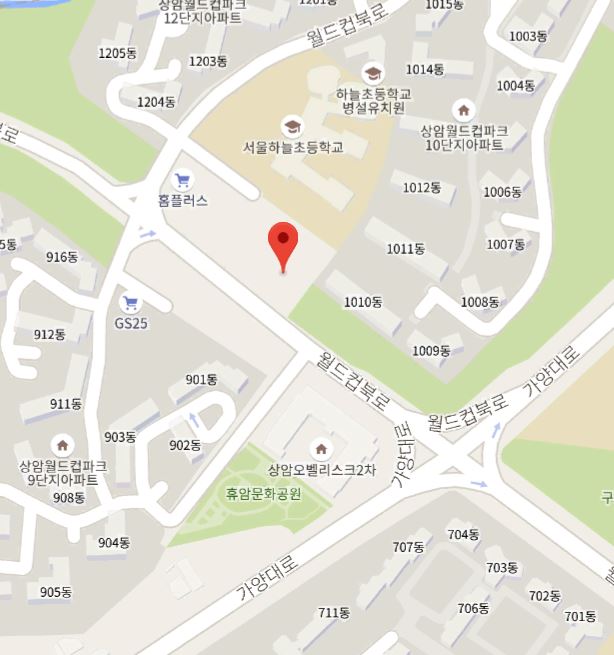 상암월드컵파크
12단지아파트
1201동
월드컵북로
1015동
1205동
1203동
1003동
1014동
1004동
하늘초등학교
병설유치원
1204동
상암월드컵파크
10단지아파트
서울하늘초등학교
홈플러스
1012동
1006동
916동
1011동
1007동
GS25
1010동
1008동
912동
1009동
월드컵북로
가양대로
901동
911동
903동
902동
월드컵북로
가양대로
상암월드컵파크
9단지아파트
상암오벨리스크2차
908동
휴암문화공원
904동
707동
704동
703동
905동
가양대로
711동
706동
702동
701동